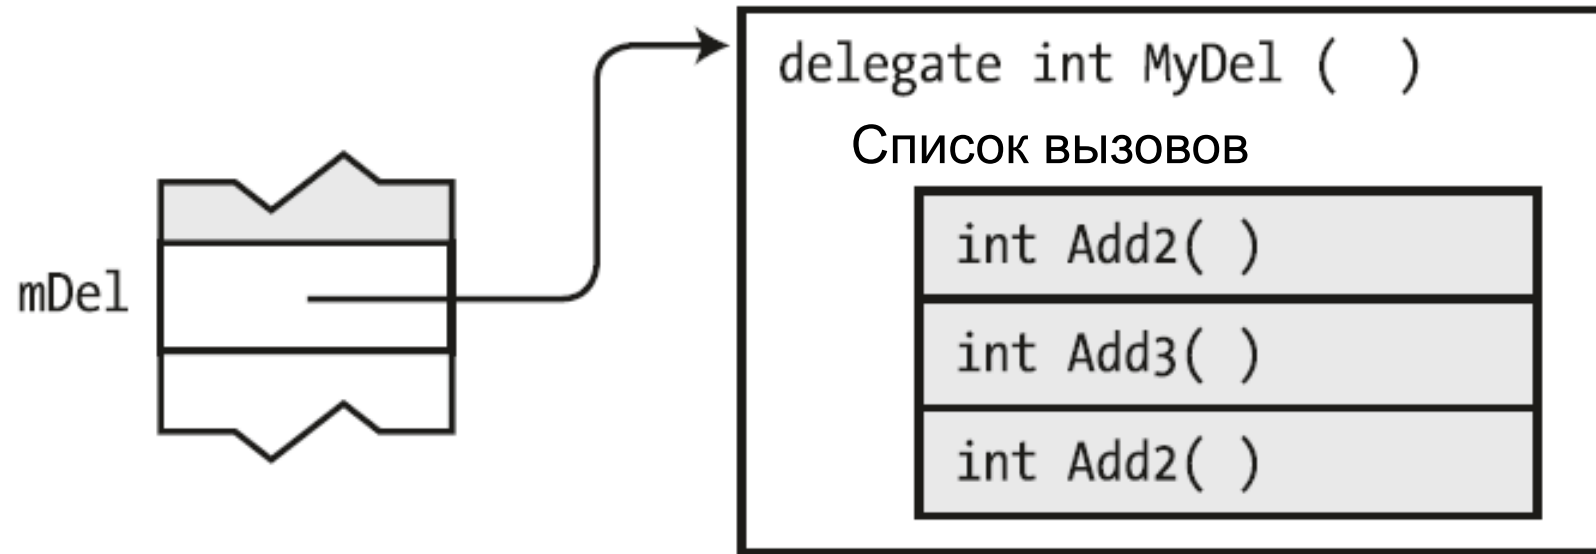 delegate int MyDel ( )
Список вызовов
int Add2( )
mDel
int Add3( )
int Add2( )